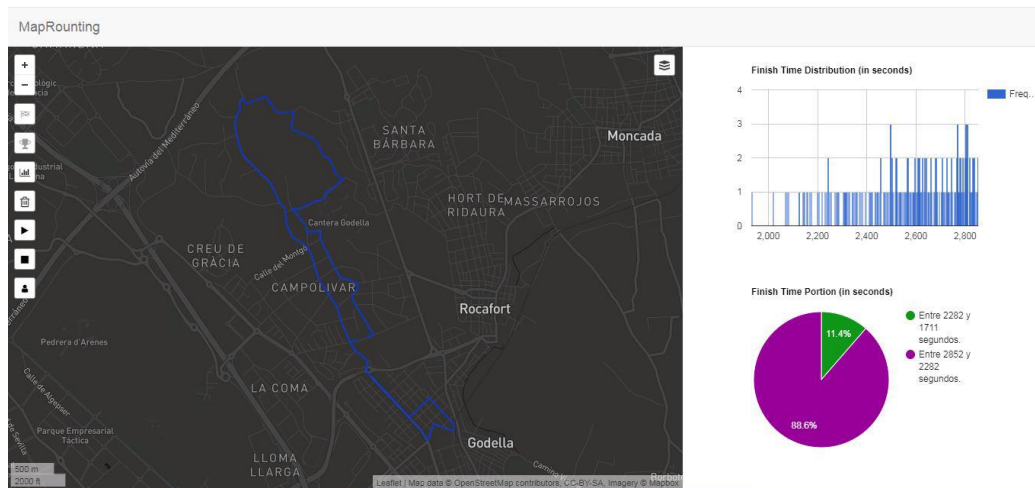 MapRounting
+
−
SANTA
BÁRBARA
Moncada
Autovía del Mediterráneo
HORT DE
RIDAURA
MASSARROJOS
Cantera Godella
CREU DE
GRÀCIA
Calle del Montgó
CAMPOLIVAR
Rocafort
Pedrera d'Arenes
LA COMA
Calle de Algepser
Parque Empresarial
Táctica
Godella
LLOMA
LLARGA
500 m
2000 ft
Leaflet | Map data © OpenStreetMap contributors, CC-BY-SA, Imagery © Mapbox
Finish Time Distribution (in seconds)
4
3
2
1
0
2,000
2,200
2,400
2,600
2,800
Freq...
Finish Time Portion (in seconds)
11.4%
88.6%
Entre 2282 y
1711
segundos.
Entre 2852 y
2282
segundos.